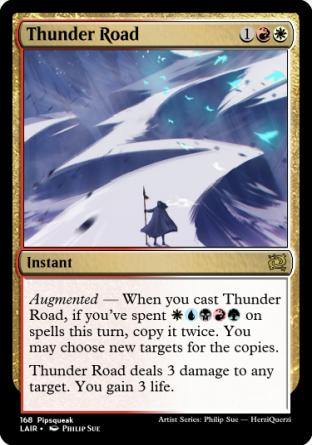 Thunder Road 1
Instant
Augmented — When you cast Thunder
Road, if you've spent on
spells this turn, copy it twice. You
may choose new targets for the copies.
Thunder Road deals 3 damage to any
target. You gain 3 life.
168 Pipsqueak
Artist Series: Philip Sue — HerziQuerzi
LAIR • Philip Sue